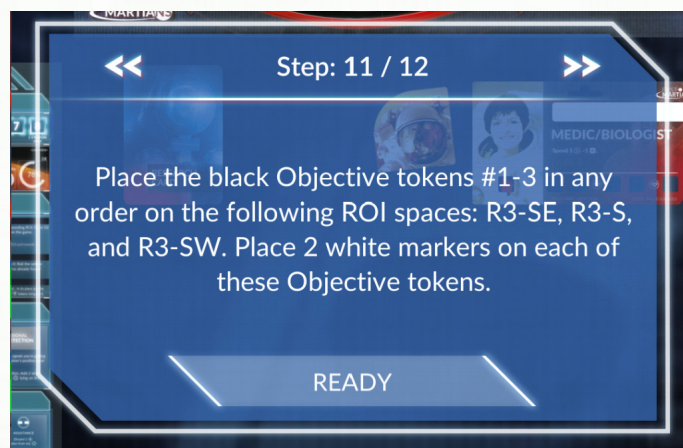 MARTIANS
Step: 11 / 12
MEDIC/BIOLOGIST
Place the black Objective tokens #1-3 in any
order on the following ROI spaces: R3-SE, R3-S,
and R3-SW. Place 2 white markers on each of
these Objective tokens.
READY